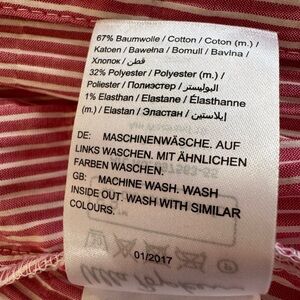 67% Baumwolle / Cotton / Coton (m.) /
Katoen / Bawełna / Bomull / Bavlna /
Хлопок / قطن /
32% Polyester / Polyester (m.) /
Poliester / Полиэстер / البوليستر /
1% Elasthan / Elastane / Élasthanne
(m.) / Elastan / Эластан / إيلاستين /
DE: MASCHINENWÄSCHE. AUF
LINKS WASCHEN. MIT ÄHNLICHEN
FARBEN WASCHEN.
GB: MACHINE WASH. WASH
INSIDE OUT. WASH WITH SIMILAR
COLOURS.
01/2017